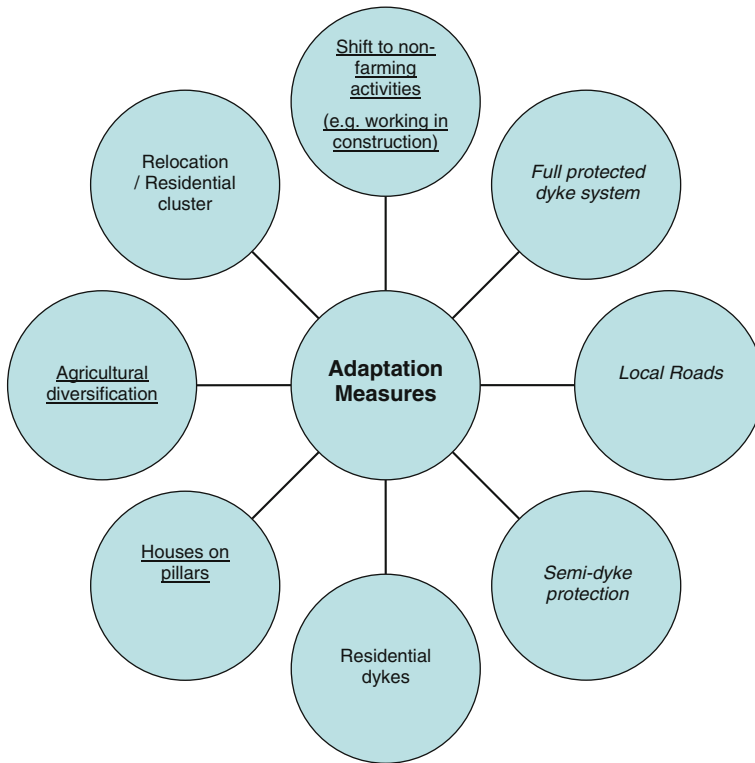 Shift to non-
farming
activities
(e.g. working in
construction)
Relocation
/ Residential
cluster
Full protected
dyke system
Agricultural
diversification
Adaptation
Measures
Local Roads
Houses on
pillars
Semi-dyke
protection
Residential
dykes